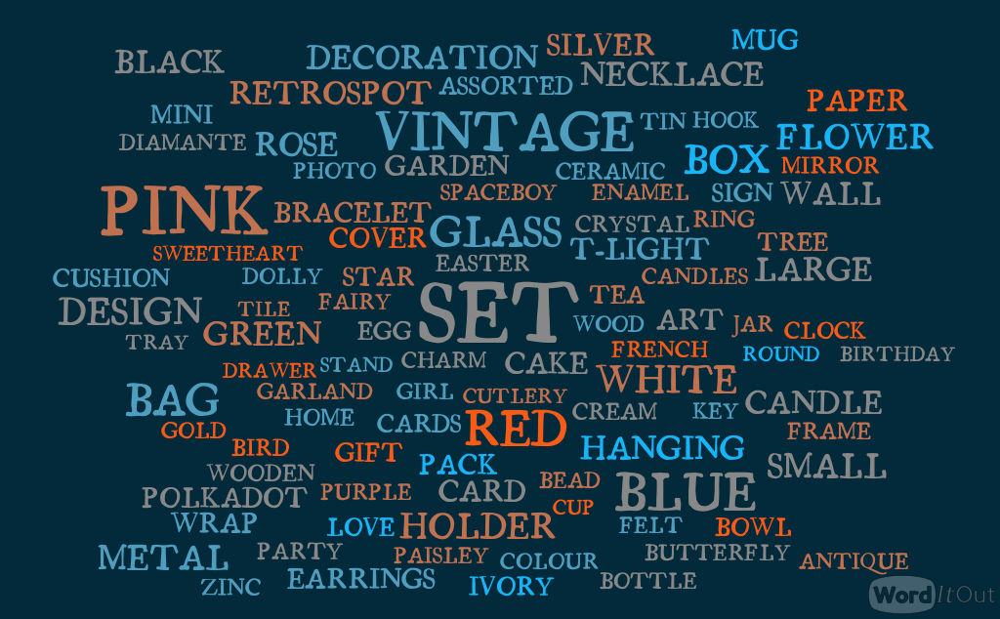 MUG
SILVER
DECORATION
BLACK
NECKLACE
ASSORTED
RETROSPOT
PAPER
MINI
VINTAGE
TIN
HOOK
FLOWER
DIAMANTE
ROSE
BOX
MIRROR
PHOTO
GARDEN
CERAMIC
SPACEBOY
ENAMEL
SIGN
WALL
PINK
BRACELET
COVER
GLASS
CRYSTAL
RING
T-LIGHT
TREE
SWEETHEART
EASTER
CUSHION
DOLLY
STAR
CANDLES
LARGE
DESIGN
TILE
FAIRY
SET
TEA
TRAY
GREEN
EGG
WOOD
ART
JAR
CLOCK
FRENCH
ROUND
BIRTHDAY
DRAWER
STAND
CHARM
CAKE
WHITE
BAG
GARLAND
GIRL
CUTLERY
CREAM
KEY
CANDLE
GOLD
HOME
CARDS
RED
FRAME
BIRD
GIFT
PACK
HANGING
SMALL
WOODEN
POLKADOT
PURPLE
CARD
BEAD
BLUE
CUP
WRAP
LOVE
HOLDER
FELT
BOWL
METAL
PARTY
PAISLEY
COLOUR
BUTTERFLY
ANTIQUE
ZINC
EARRINGS
IVORY
BOTTLE
WordItOut